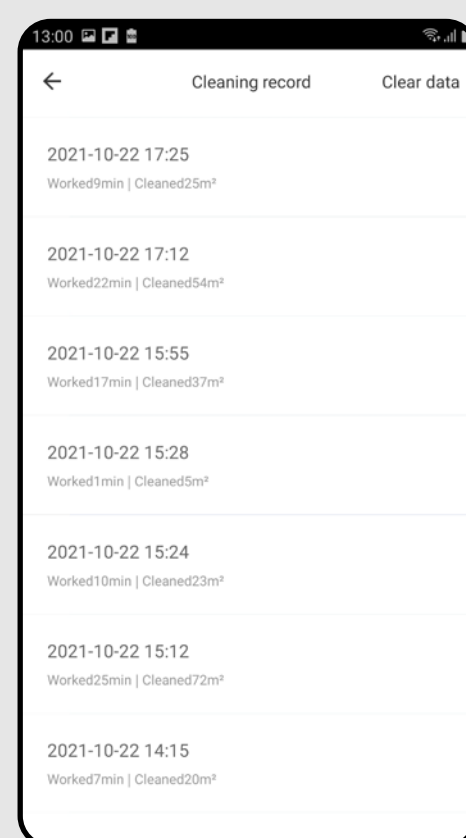 13:00
Cleaning record Clear data
2021-10-22 17:25
Worked9min | Cleaned25m²
2021-10-22 17:12
Worked22min | Cleaned54m²
2021-10-22 15:55
Worked17min | Cleaned37m²
2021-10-22 15:28
Worked1min | Cleaned5m²
2021-10-22 15:24
Worked10min | Cleaned23m²
2021-10-22 15:12
Worked25min | Cleaned72m²
2021-10-22 14:15
Worked7min | Cleaned20m²